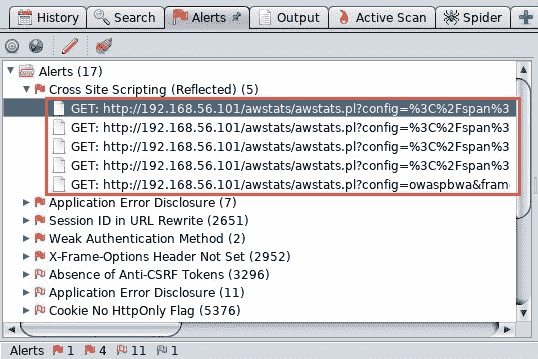 History Search Alerts Output Active Scan Spider
Alerts (17)
Cross Site Scripting (Reflected) (5)
GET: http://192.168.56.101/awstats/awstats.pl?config=%3C%2Fspan%3
GET: http://192.168.56.101/awstats/awstats.pl?config=%3C%2Fspan%3
GET: http://192.168.56.101/awstats/awstats.pl?config=%3C%2Fspan%3
GET: http://192.168.56.101/awstats/awstats.pl?config=%3C%2Fspan%3
GET: http://192.168.56.101/awstats/awstats.pl?config=owaspbwa&fram
Application Error Disclosure (7)
Session ID in URL Rewrite (2651)
Weak Authentication Method (2)
X-Frame-Options Header Not Set (2952)
Absence of Anti-CSRF Tokens (3296)
Application Error Disclosure (11)
Cookie No HttpOnly Flag (5376)
Alerts 1 4 11 1